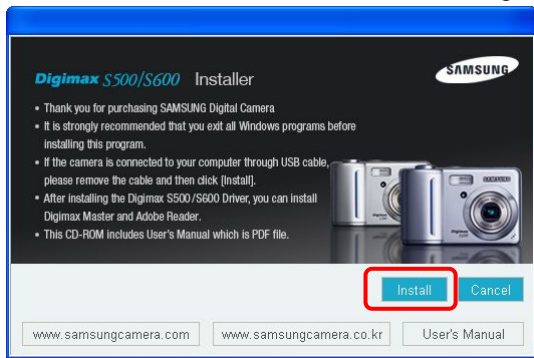 Digimax S500/S600 Installer
SAMSUNG
• Thank you for purchasing SAMSUNG Digital Camera
• It is strongly recommended that you exit all Windows programs before
installing this program.
• If the camera is connected to your computer through USB cable,
please remove the cable and then click [Install].
• After installing the Digimax S500/S600 Driver, you can install
Digimax Master and Adobe Reader.
• This CD-ROM includes User's Manual which is PDF file.
Install
Cancel
www.samsungcamera.com
www.samsungcamera.co.kr
User's Manual